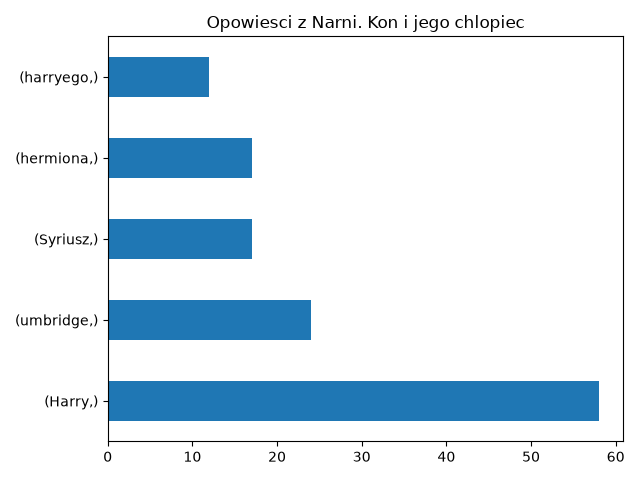 Opowiesci z Narni. Kon i jego chlopiec
(harryego,)
(hermiona,)
(Syriusz,)
(umbridge,)
(Harry,)
0 10 20 30 40 50 60